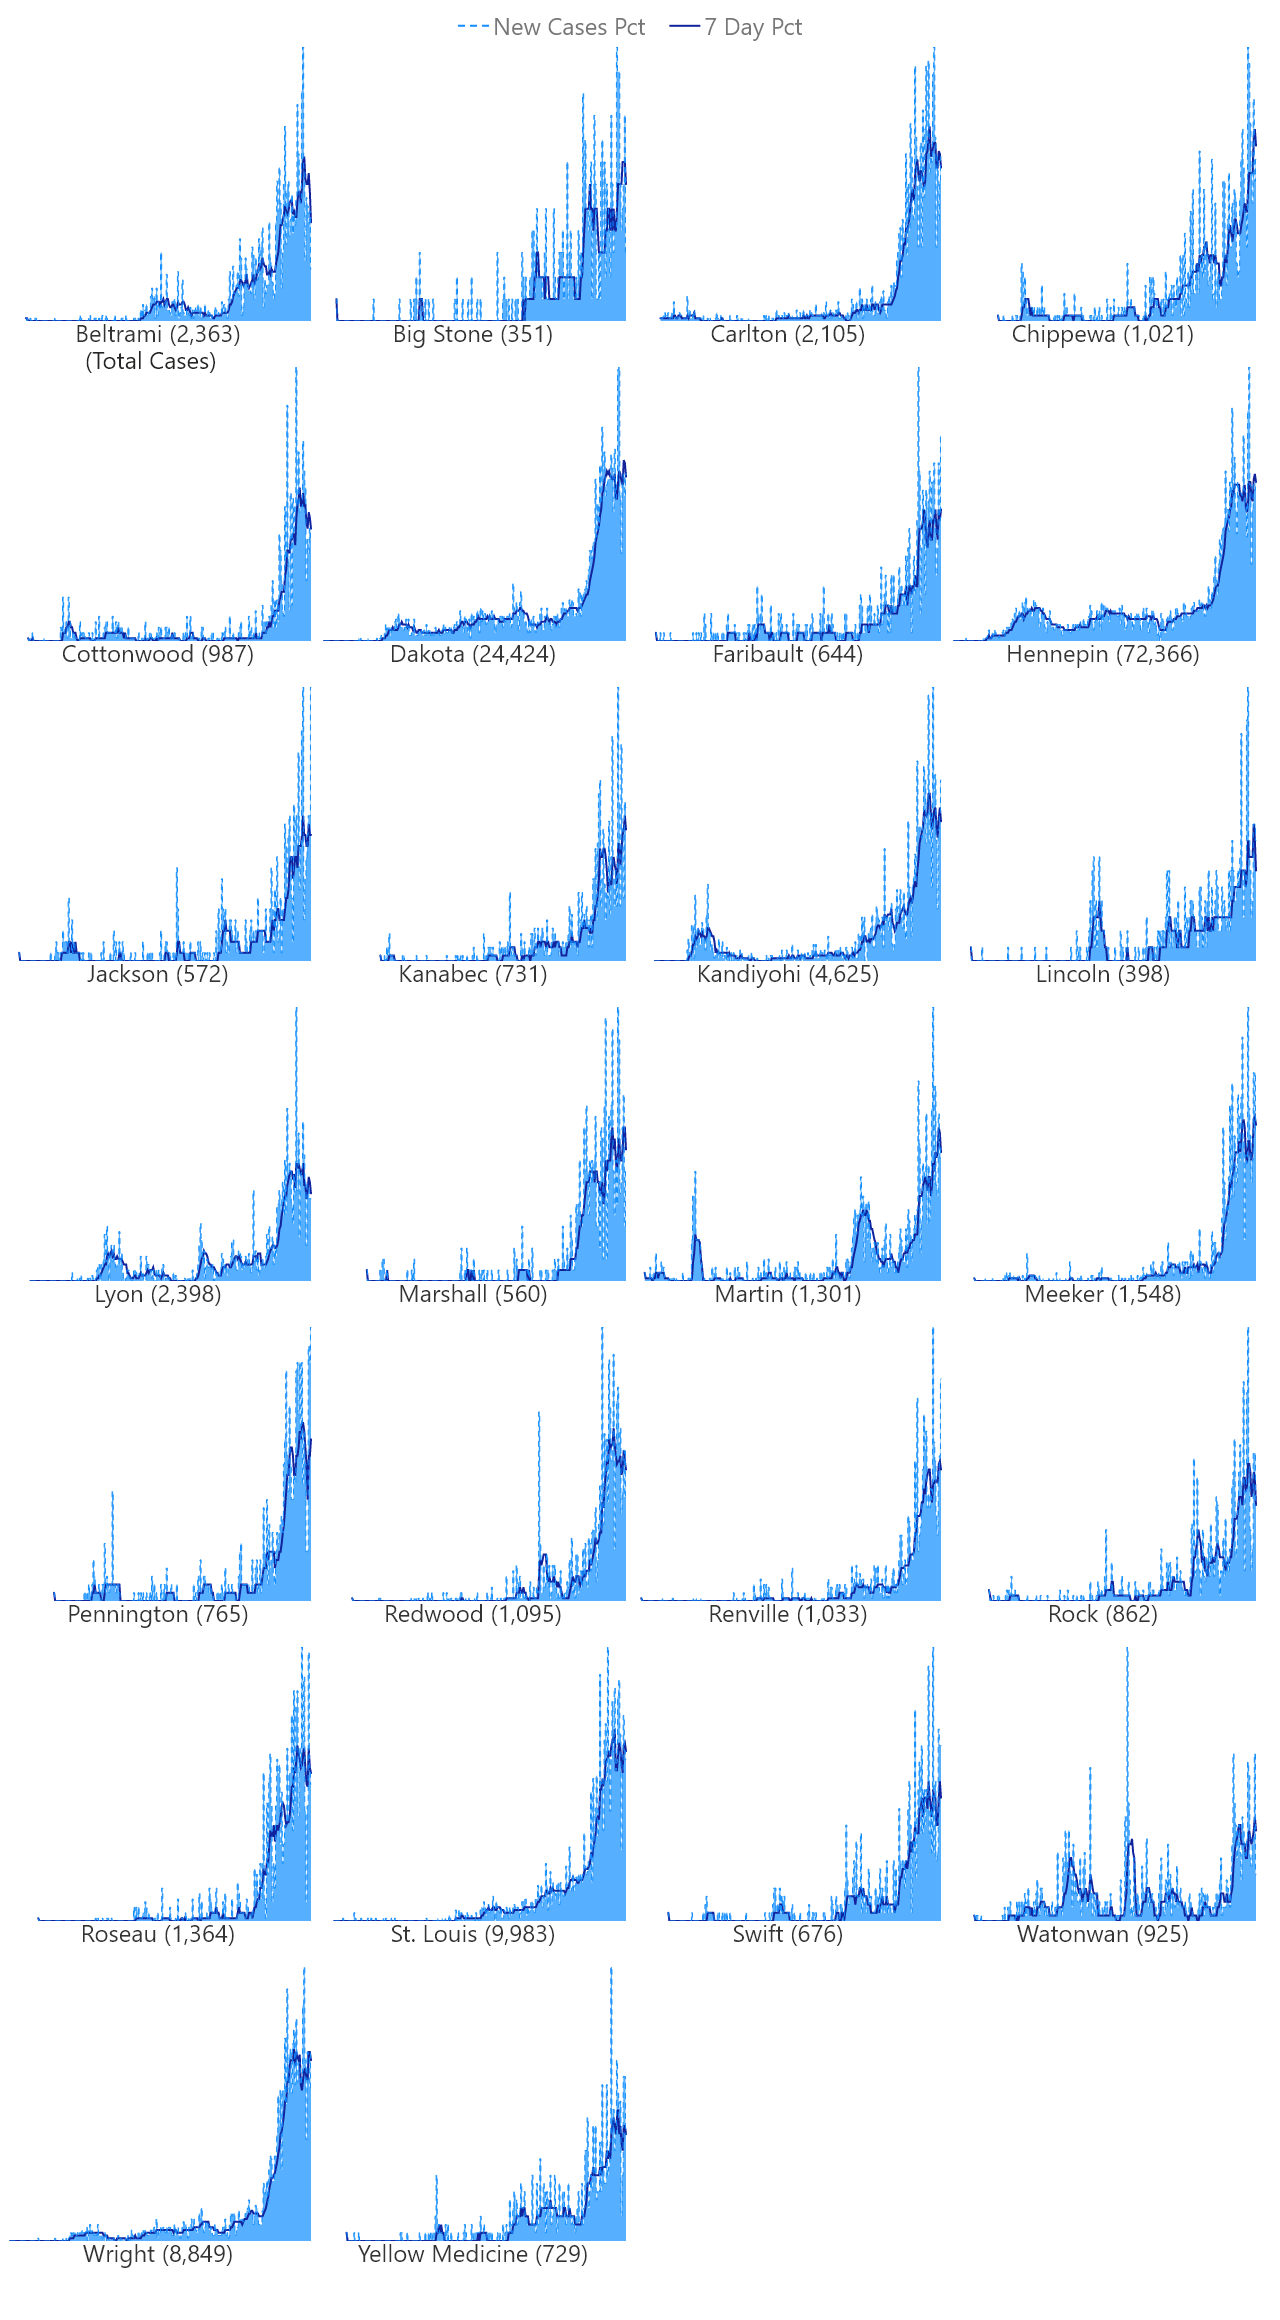 New Cases Pct 7 Day Pct
Beltrami (2,363) Big Stone (351) Carlton (2,105) Chippewa (1,021)
(Total Cases)
Cottonwood (987) Dakota (24,424) Faribault (644) Hennepin (72,366)
Jackson (572) Kanabec (731) Kandiyohi (4,625) Lincoln (398)
Lyon (2,398) Marshall (560) Martin (1,301) Meeker (1,548)
Pennington (765) Redwood (1,095) Renville (1,033) Rock (862)
Roseau (1,364) St. Louis (9,983) Swift (676) Watonwan (925)
Wright (8,849) Yellow Medicine (729)